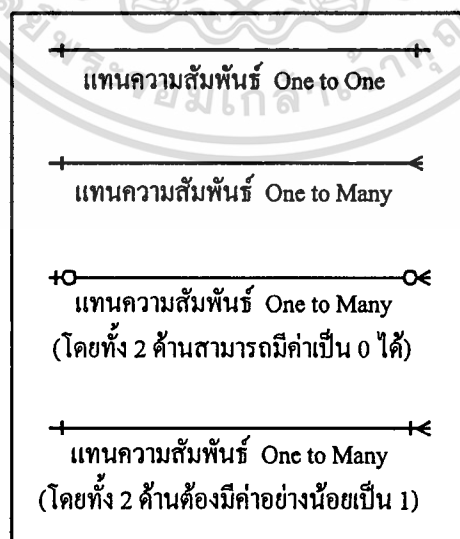 แทนความสัมพันธ์ One to One
แทนความสัมพันธ์ One to Many
แทนความสัมพันธ์ One to Many
(โดยทั้ง 2 ด้านสามารถมีค่าเป็น 0 ได้)
แทนความสัมพันธ์ One to Many
(โดยทั้ง 2 ด้านต้องมีค่าอย่างน้อยเป็น 1)